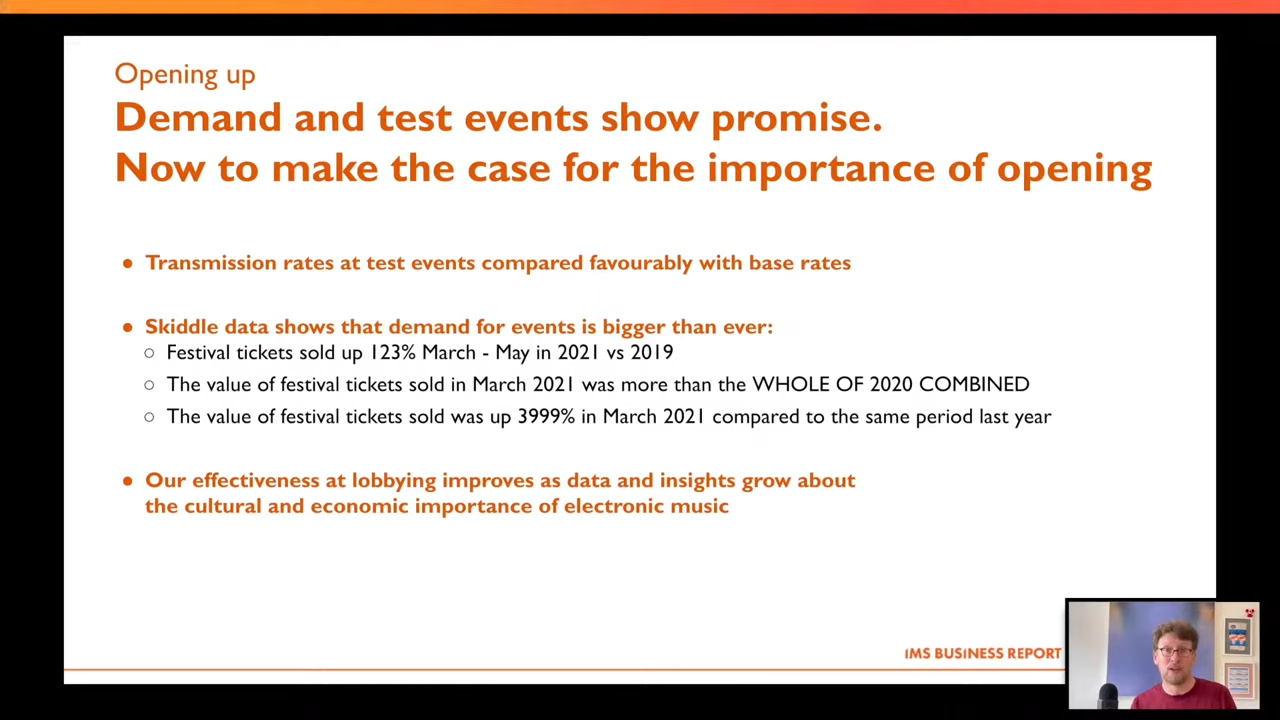 Opening up
Demand and test events show promise.
Now to make the case for the importance of opening
● Transmission rates at test events compared favourably with base rates
● Skiddle data shows that demand for events is bigger than ever:
○ Festival tickets sold up 123% March - May in 2021 vs 2019
○ The value of festival tickets sold in March 2021 was more than the WHOLE OF 2020 COMBINED
○ The value of festival tickets sold was up 3999% in March 2021 compared to the same period last year
● Our effectiveness at lobbying improves as data and insights grow about
the cultural and economic importance of electronic music
IMS BUSINESS REPORT